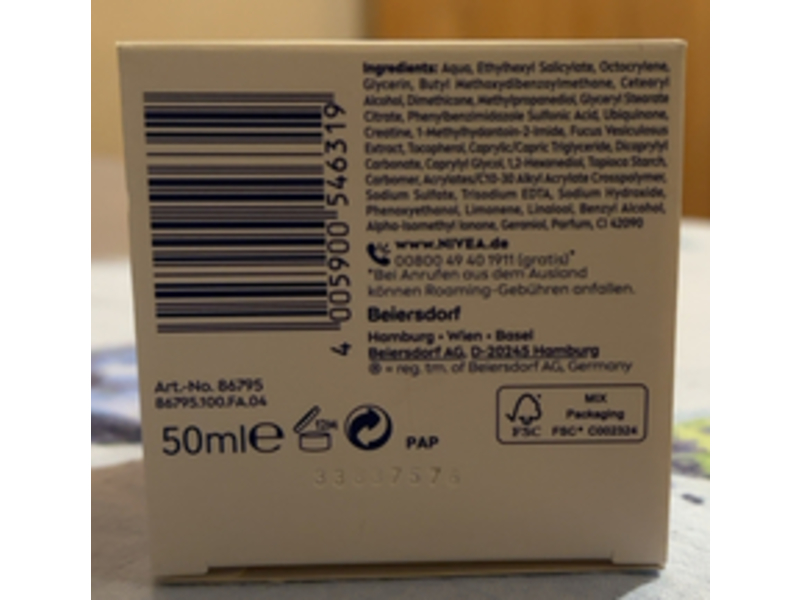 Ingredients: Aqua, Ethylhexyl Salicylate, Octocrylene,
Glycerin, Butyl Methoxydibenzoylmethane, Cetearyl
Alcohol, Dimethicone, Methylpropanediol, Glyceryl Stearate
Citrate, Phenylbenzimidazole Sulfonic Acid, Ubiquinone,
Creatine, 1-Methylhydantoin-2-Imide, Fucus Vesiculosus
Extract, Tocopherol, Caprylic/Capric Triglyceride, Dicaprylyl
Carbonate, Caprylyl Glycol, 1,2-Hexanediol, Tapioca Starch,
Carbomer, Acrylates/C10-30 Alkyl Acrylate Crosspolymer,
Sodium Sulfate, Trisodium EDTA, Sodium Hydroxide,
Phenoxyethanol, Limonene, Linalool, Benzyl Alcohol,
Alpha-Isomethyl Ionone, Geraniol, Parfum, CI 42090
www.NIVEA.de
00800 49 40 1911 (gratis)*
*Bei Anrufen aus dem Ausland
können Roaming-Gebühren anfallen.
Beiersdorf
Hamburg • Wien • Basel
Beiersdorf AG, D-20245 Hamburg
® = reg. tm. of Beiersdorf AG, Germany
4 005900 546319
Art.-No. 86795
86795.100.FA.04
50ml℮
12M
PAP
FSC
MIX
Packaging
FSC® C002324